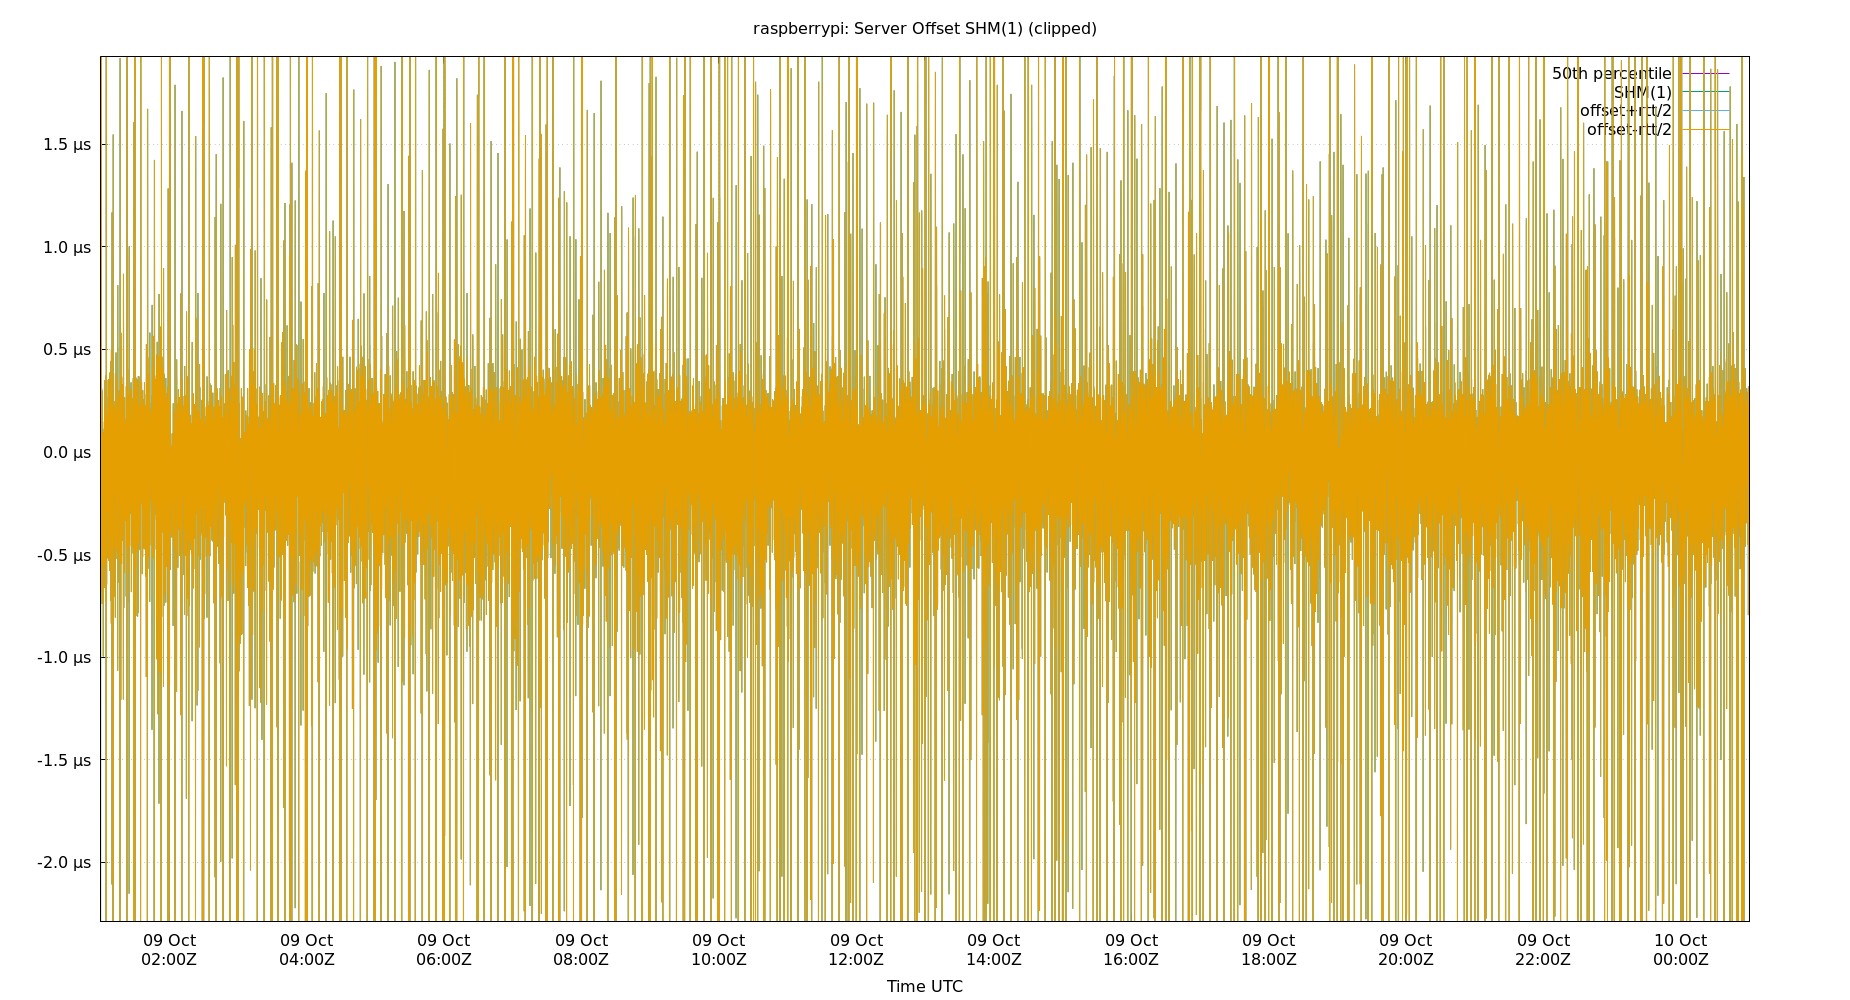 raspberrypi: Server Offset SHM(1) (clipped)
50th percentile
SHM(1)
offset+rtt/2
offset-rtt/2
1.5 μs
1.0 μs
0.5 μs
0.0 μs
-0.5 μs
-1.0 μs
-1.5 μs
-2.0 μs
09 Oct 09 Oct 09 Oct 09 Oct 09 Oct 09 Oct 09 Oct 09 Oct 09 Oct 09 Oct 09 Oct 10 Oct
02:00Z 04:00Z 06:00Z 08:00Z 10:00Z 12:00Z 14:00Z 16:00Z 18:00Z 20:00Z 22:00Z 00:00Z
Time UTC